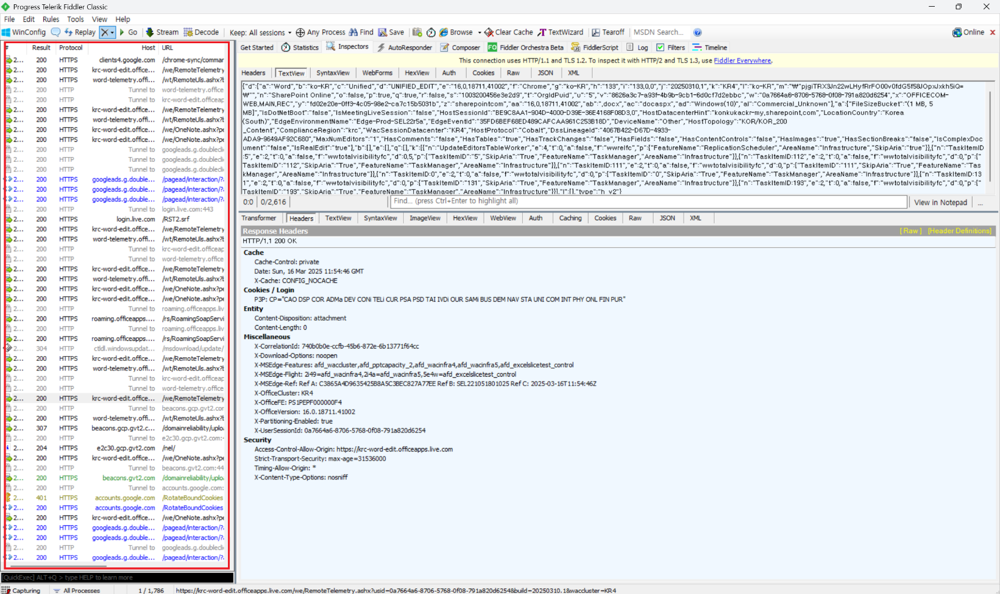 Progress Telerik Fiddler Classic
File Edit Rules Tools View Help
WinConfig Replay X Go Stream Decode Keep: All sessions Any Process Find Save Browse Clear Cache TextWizard Tearoff MSDN Search... Online
# Result Protocol Host URL
Get Started Statistics Inspectors AutoResponder Composer FO Fiddler Orchestra Beta FiddlerScript Log Filters Timeline
This connection uses HTTP/1.1 and TLS 1.2. To inspect it with HTTP/2 and TLS 1.3, use Fiddler Everywhere.
Headers TextView SyntaxView WebForms HexView Auth Cookies Raw JSON XML
2... 200 HTTPS clients4.google.com /chrome-sync/comman
2... 200 HTTPS krc-word-edit.office... /we/RemoteTelemetry
2... 200 HTTPS word-telemetry.offi... /wt/RemoteUls.ashx?b
2... 200 HTTP Tunnel to word-telemetry.office
2... 200 HTTP Tunnel to krc-word-edit.officeap
2... 200 HTTPS krc-word-edit.office... /we/RemoteTelemetry
2... 200 HTTPS word-telemetry.offi... /wt/RemoteUls.ashx?b
2... 200 HTTPS krc-word-edit.office... /we/OneNote.ashx?pe
2... 200 HTTPS krc-word-edit.office... /we/OneNote.ashx?pe
2... 200 HTTP Tunnel to googleads.g.doublecli
2... 200 HTTP Tunnel to googleads.g.doublecli
2... 200 HTTP Tunnel to googleads.g.doublecli
2... 200 HTTPS googleads.g.double... /pagead/interaction/?
2... 200 HTTPS googleads.g.double... /pagead/interaction/?
2... 200 HTTPS googleads.g.double... /pagead/interaction/?
2... 200 HTTP Tunnel to login.live.com:443
2... 200 HTTPS login.live.com /RST2.srf
2... 200 HTTPS krc-word-edit.office... /we/RemoteTelemetry
2... 200 HTTPS word-telemetry.offi... /wt/RemoteUls.ashx?b
2... 200 HTTP Tunnel to krc-word-edit.officeap
2... 200 HTTP Tunnel to word-telemetry.office
2... 200 HTTPS krc-word-edit.office... /we/RemoteTelemetry
2... 200 HTTPS word-telemetry.offi... /wt/RemoteUls.ashx?b
2... 200 HTTPS krc-word-edit.office... /we/OneNote.ashx?pe
2... 200 HTTPS krc-word-edit.office... /we/OneNote.ashx?pe
2... 200 HTTP Tunnel to roaming.officeapps.liv
2... 200 HTTPS roaming.officeapps.... /rs/RoamingSoapServi
2... 200 HTTP Tunnel to roaming.officeapps.liv
2... 200 HTTPS roaming.officeapps.... /rs/RoamingSoapServi
2... 304 HTTP ctldl.windowsupdat... /msdownload/update/
2... 200 HTTPS krc-word-edit.office... /we/RemoteTelemetry
2... 200 HTTPS word-telemetry.offi... /wt/RemoteUls.ashx?b
2... 200 HTTP Tunnel to krc-word-edit.officeap
2... 200 HTTP Tunnel to word-telemetry.office
2... 200 HTTPS krc-word-edit.office... /we/RemoteTelemetry
2... 200 HTTP Tunnel to beacons.gcp.gvt2.cor
2... 200 HTTPS word-telemetry.offi... /wt/RemoteUls.ashx?b
2... 307 HTTPS beacons.gcp.gvt2.c... /domainreliability/uplo
2... 200 HTTP Tunnel to e2c30.gcp.gvt2.com:
2... 204 HTTPS e2c30.gcp.gvt2.com /nel/
2... 200 HTTPS krc-word-edit.office... /we/OneNote.ashx?pe
2... 200 HTTP Tunnel to beacons.gvt2.com:44
2... 200 HTTPS beacons.gvt2.com /domainreliability/uplo
2... 200 HTTP Tunnel to accounts.google.com:
2... 401 HTTPS accounts.google.com /RotateBoundCookies
2... 200 HTTPS accounts.google.com /RotateBoundCookies
2... 200 HTTPS krc-word-edit.office... /we/OneNote.ashx?pe
2... 200 HTTPS googleads.g.double... /pagead/interaction/?
2... 200 HTTPS googleads.g.double... /pagead/interaction/?
2... 200 HTTP Tunnel to googleads.g.doublecli
2... 200 HTTPS googleads.g.double... /pagead/interaction/?
{"d":{"a":"Word","b":"ko-KR","c":"Unified","d":"UNIFIED_EDIT","e":"16.0.18711.41002","f":"Chrome","g":"ko-KR","h":"133","i":"133.0.0","j":"20250310.1","k":"KR4","l":"ko-KR","m":"₩"pjgiTRX3Jn22wLHyfRrFO00v0fdG5f58JOpxJxkh5iQ=
₩"","n":"SharePoint Online","o":false,"p":true,"q":true,"r":false,"s":"1003200456e3e2d9","t":"OrgIdPuid","u":"5","v":"8626a3c7-a93f-4b9b-9cb1-6d0cf7d2ebbc","w":"0a7664a6-8706-5768-0f08-791a820d6254","x":"OFFICECOM-
WEB,MAIN,REC","y":"fd02e20e-0ff3-4c05-98e2-ca7c15b5031b","z":"sharepointcom","aa":"16.0.18711.41002","ab":".docx","ac":"docaspx","ad":"Windows(10)","al":"Commercial_Unknown"},"a":{"FileSizeBucket":"(1 MB, 5
MB]","IsDotNetBoot":"false","IsMeetingLiveSession":"false","HostSessionId":"BE9C8AA1-904D-4000-D39E-36E4168F08D3.0","HostDatacenterHint":"konkukackr-my.sharepoint.com","LocationCountry":"Korea
(South)","EdgeEnvironmentName":"Edge-Prod-SEL22r5a","EdgeEventId":"35FD6BEF68ED489CAFCAA961C253B18D","DeviceName":"Other","HostTopology":"KOR/KOR_200
_Content","ComplianceRegion":"krc","WacSessionDatacenter":"KR4","HostProtocol":"Cobalt","DssLineageId":"4067B422-D67D-4933-
ADA9-9649AF92C680","MaxNumEditors":"1","HasComments":"false","HasTables":"true","HasTrackChanges":"false","HasFields":"false","HasContentControls":"false","HasImages":"true","HasSectionBreaks":"false","IsComplexDoc
ument":"false","IsRealEdit":"true"},"b":[],"e":[],"q":[],"k":[{"n":"UpdateEditorsTableWorker","e":4,"t":0,"a":false,"f":"wwrelfc","p":{"FeatureName":"ReplicationScheduler","AreaName":"Infrastructure","SkipAria":"true"}},{"n":"TaskItemID
:5","e":2,"t":0,"a":false,"f":"wwtotalvisibilityfc","d":0.5,"p":{"TaskItemID":"5","SkipAria":"True","FeatureName":"TaskManager","AreaName":"Infrastructure"}},{"n":"TaskItemID:112","e":2,"t":0,"a":false,"f":"wwtotalvisibilityfc","d":0,"p":{"
TaskItemID":"112","SkipAria":"True","FeatureName":"TaskManager","AreaName":"Infrastructure"}},{"n":"TaskItemID:111","e":2,"t":0,"a":false,"f":"wwtotalvisibilityfc","d":0,"p":{"TaskItemID":"111","SkipAria":"True","FeatureName":"Tas
kManager","AreaName":"Infrastructure"}},{"n":"TaskItemID:0","e":2,"t":0,"a":false,"f":"wwtotalvisibilityfc","d":0,"p":{"TaskItemID":"0","SkipAria":"True","FeatureName":"TaskManager","AreaName":"Infrastructure"}},{"n":"TaskItemID:13
1","e":2,"t":0,"a":false,"f":"wwtotalvisibilityfc","d":0,"p":{"TaskItemID":"131","SkipAria":"True","FeatureName":"TaskManager","AreaName":"Infrastructure"}},{"n":"TaskItemID:193","e":2,"t":0,"a":false,"f":"wwtotalvisibilityfc","d":0,"p":{"
TaskItemID":"193","SkipAria":"True","FeatureName":"TaskManager","AreaName":"Infrastructure"}}],"l":[],"type":"h_v2"}
0:0 0/2,616 Find... (press Ctrl+Enter to highlight all) View in Notepad ...
Transformer Headers TextView SyntaxView ImageView HexView WebView Auth Caching Cookies Raw JSON XML
Response Headers [ Raw ] [Header Definitions]
HTTP/1.1 200 OK
Cache
Cache-Control: private
Date: Sun, 16 Mar 2025 11:54:46 GMT
X-Cache: CONFIG_NOCACHE
Cookies / Login
P3P: CP="CAO DSP COR ADMa DEV CONi TELi CUR PSA PSD TAI IVDi OUR SAMi BUS DEM NAV STA UNI COM INT PHY ONL FIN PUR"
Entity
Content-Disposition: attachment
Content-Length: 0
Miscellaneous
X-CorrelationId: 740b0b0e-ccfb-45b6-872e-6b13771f64cc
X-Download-Options: noopen
X-MSEdge-Features: afd_waccluster,afd_pptcapacity_2,afd_wacinfra4,afd_wacinfra5,afd_excelslicetest_control
X-MSEdge-Flight: 2i49=afd_wacinfra4,2i4a=afd_wacinfra5,5e4w=afd_excelslicetest_control
X-MSEdge-Ref: Ref A: C3865A4D9635425B8A5C3BEC827A77EE Ref B: SEL221051801025 Ref C: 2025-03-16T11:54:46Z
X-OfficeCluster: KR4
X-OfficeFE: PS1PEPF000000F4
X-OfficeVersion: 16.0.18711.41002
X-Partitioning-Enabled: true
X-UserSessionId: 0a7664a6-8706-5768-0f08-791a820d6254
Security
Access-Control-Allow-Origin: https://krc-word-edit.officeapps.live.com
Strict-Transport-Security: max-age=31536000
Timing-Allow-Origin: *
X-Content-Type-Options: nosniff
[QuickExec] ALT+Q > type HELP to learn more
Capturing All Processes 1 / 1,786 https://krc-word-edit.officeapps.live.com/we/RemoteTelemetry.ashx?usid=0a7664a6-8706-5768-0f08-791a820d6254&build=20250310.1&waccluster=KR4